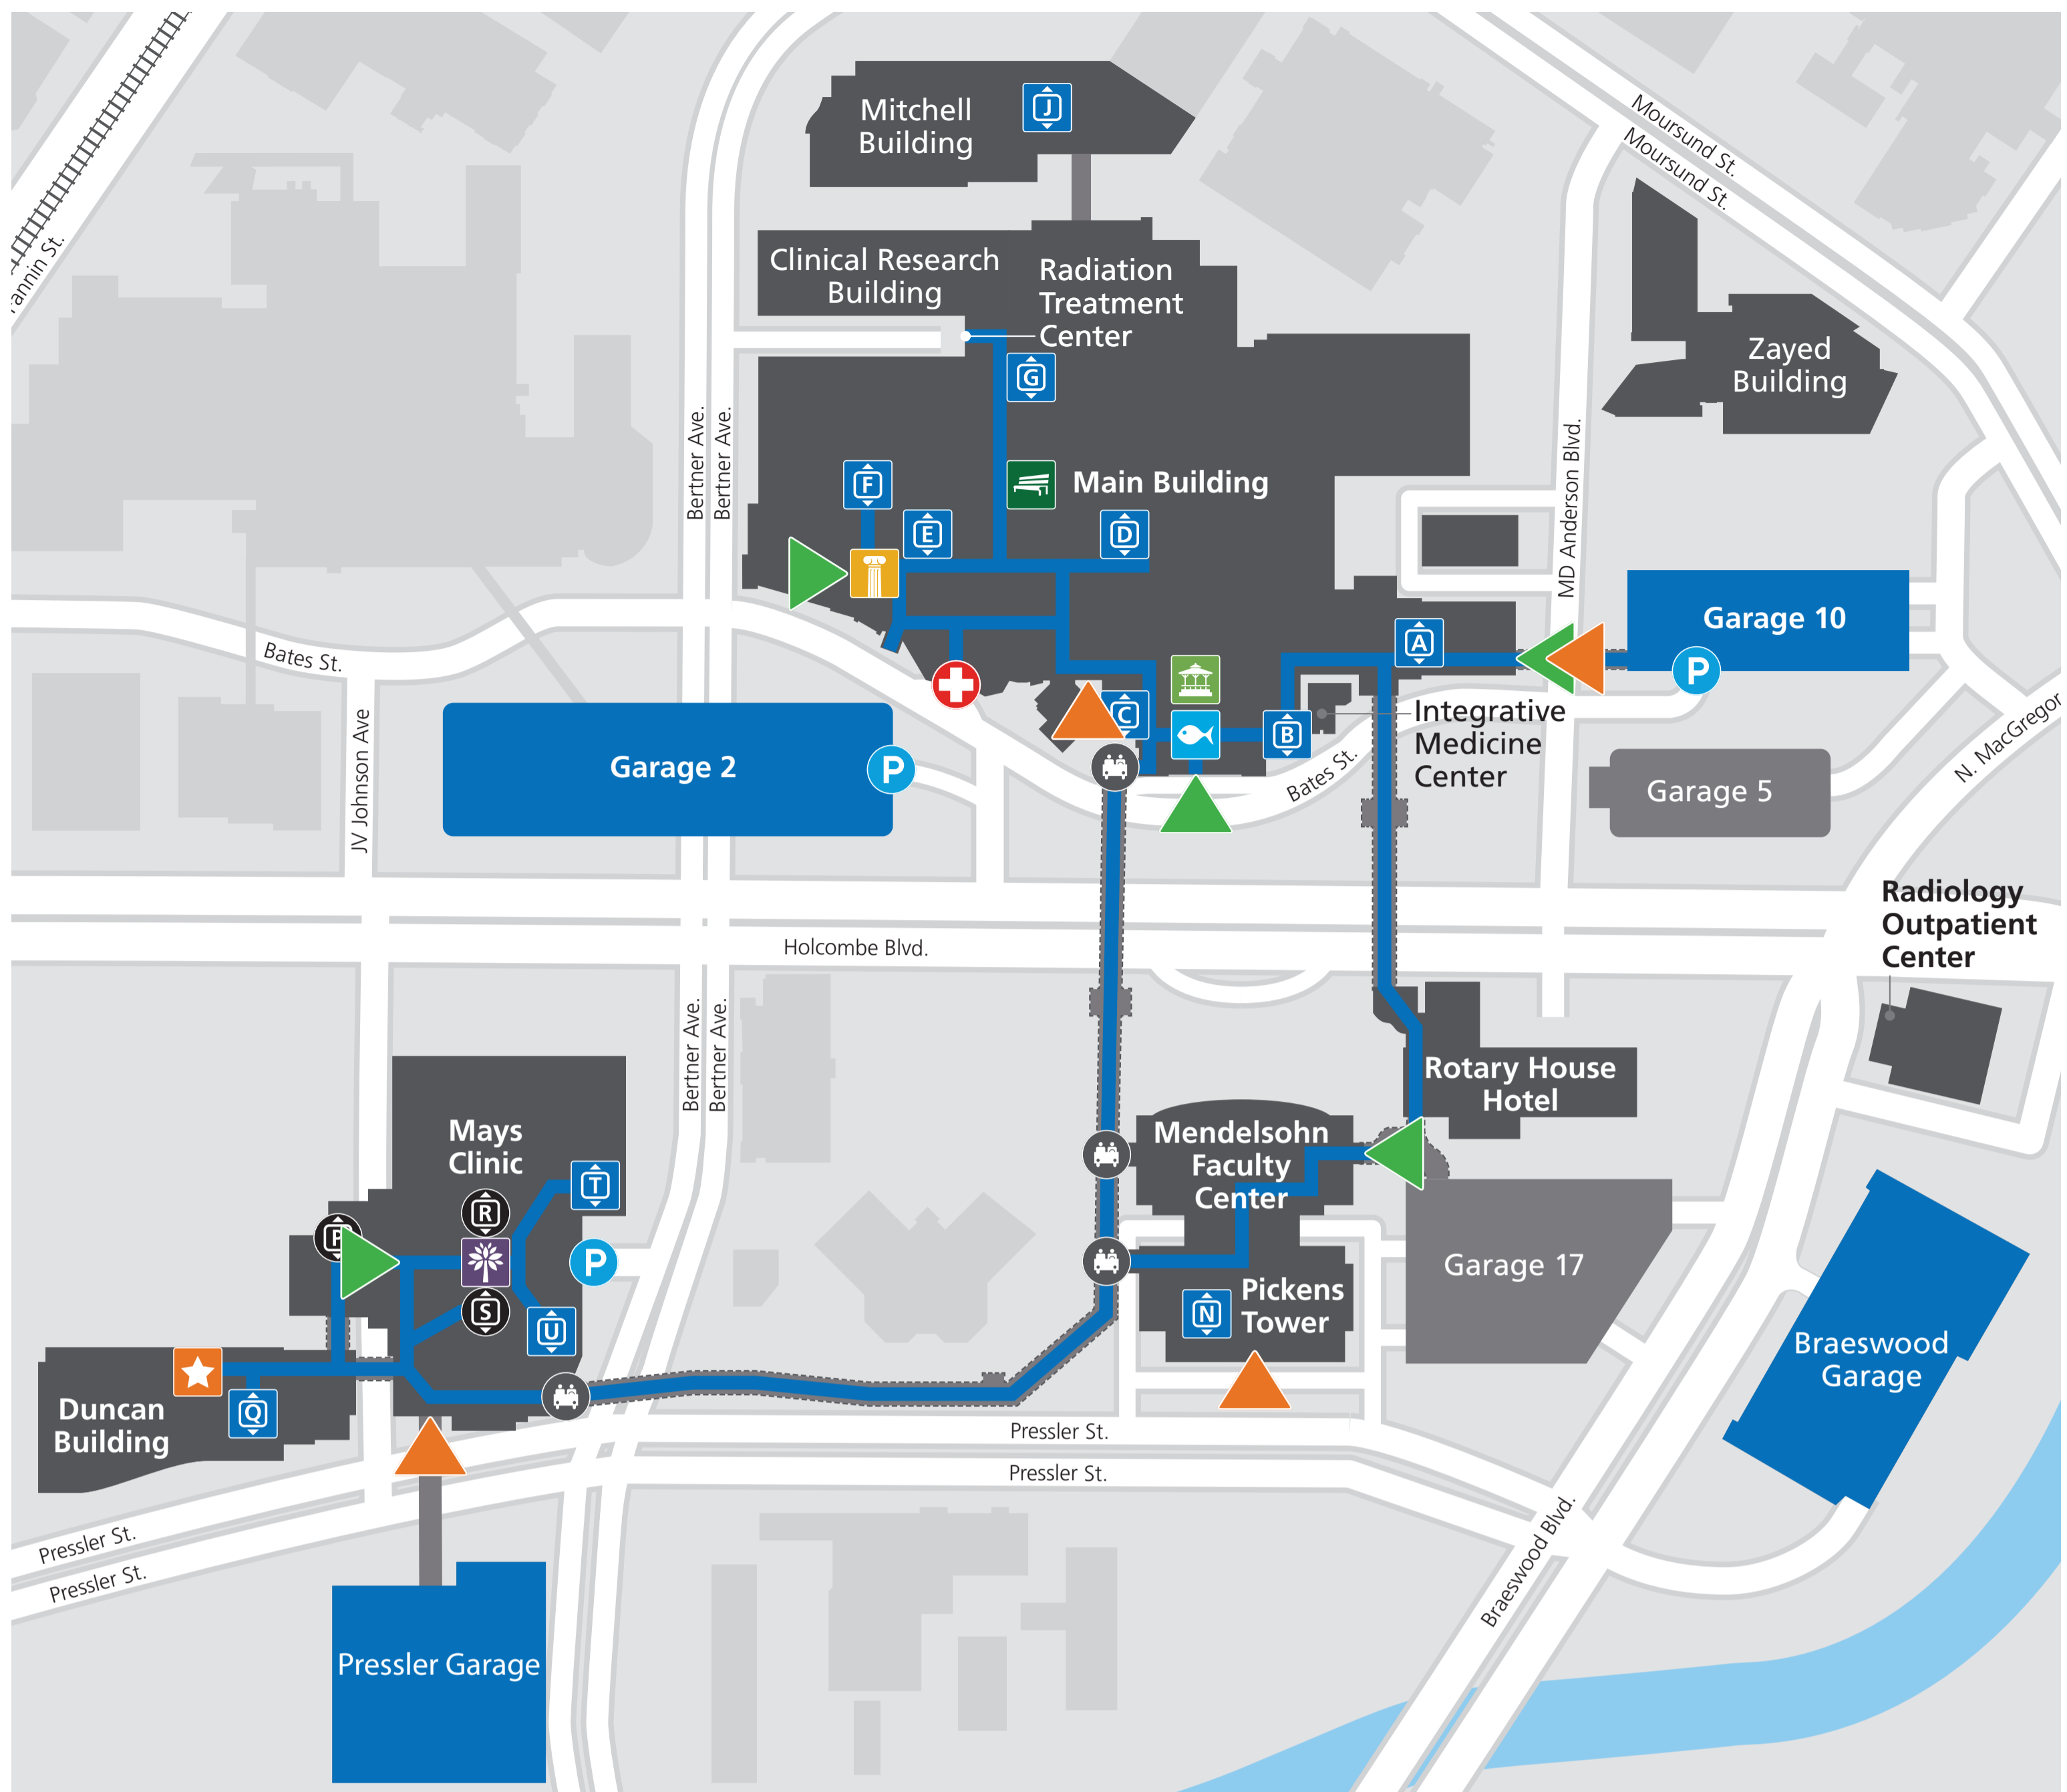 Moursund St.
Moursund St.
Mitchell
Building
J
annin St.
Clinical Research
Building
Radiation
Treatment
Center
G
Zayed
Building
Bertner Ave.
Bertner Ave.
F
Main Building
E
D
MD Anderson Blvd.
Garage 10
A
P
Bates St.
C
B
Integrative
Medicine
Center
Bates St.
N. MacGregor
JV Johnson Ave
Garage 2
P
Garage 5
Radiology
Outpatient
Center
Holcombe Blvd.
Bertner Ave.
Bertner Ave.
Rotary House
Hotel
Mays
Clinic
Mendelsohn
Faculty
Center
T
R
P
P
Garage 17
S
U
N
Pickens
Tower
Braeswood
Garage
Duncan
Building
Q
Pressler St.
Pressler St.
Pressler St.
Pressler St.
Braeswood Blvd.
Pressler Garage